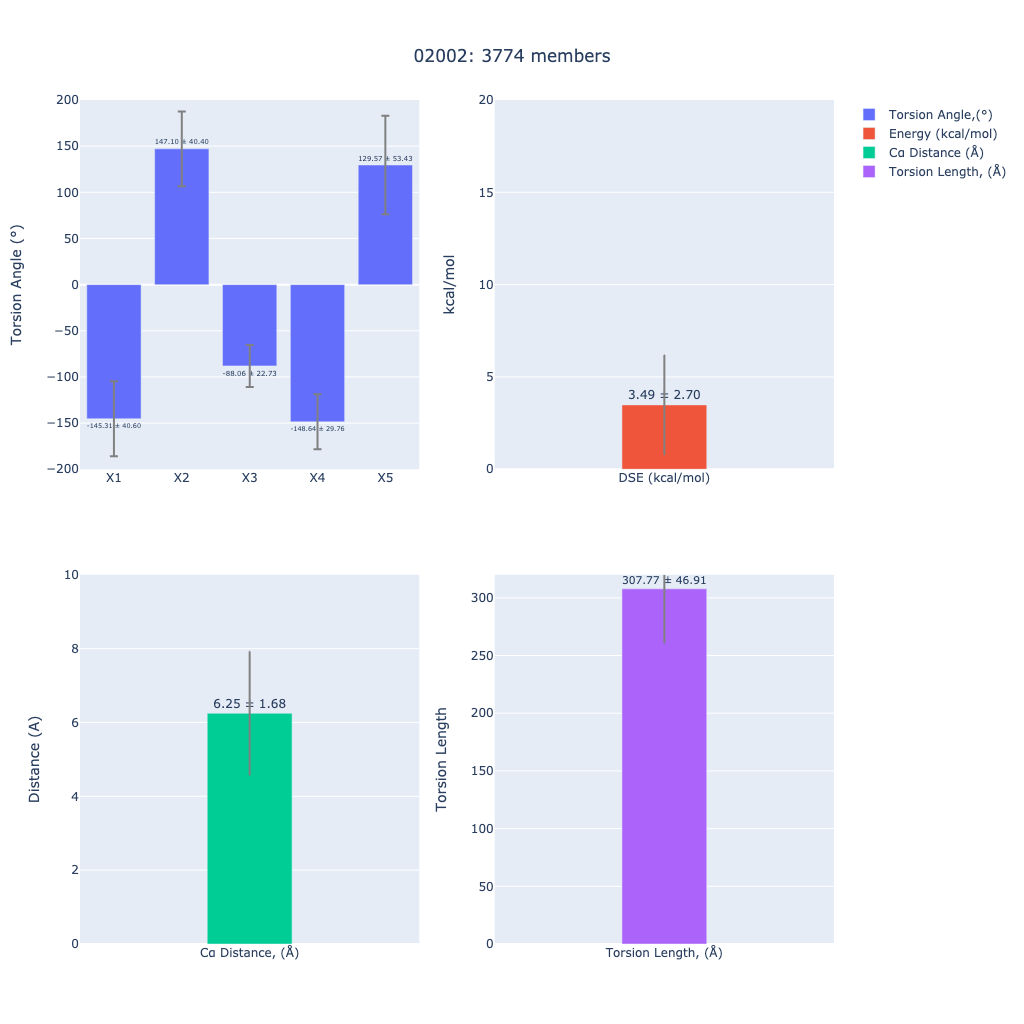 02002: 3774 members
Torsion Angle (°)
200
150
100
50
0
−50
−100
−150
−200
147.10 ± 40.40
129.57 ± 53.43
-88.06 ± 22.73
-145.31 ± 40.60
-148.64 ± 29.76
X1 X2 X3 X4 X5
kcal/mol
20
15
10
5
0
3.49 ± 2.70
DSE (kcal/mol)
Torsion Angle,(°)
Energy (kcal/mol)
Cα Distance (Å)
Torsion Length, (Å)
Distance (A)
10
8
6
4
2
0
6.25 ± 1.68
Cα Distance, (Å)
Torsion Length
300
250
200
150
100
50
0
307.77 ± 46.91
Torsion Length, (Å)